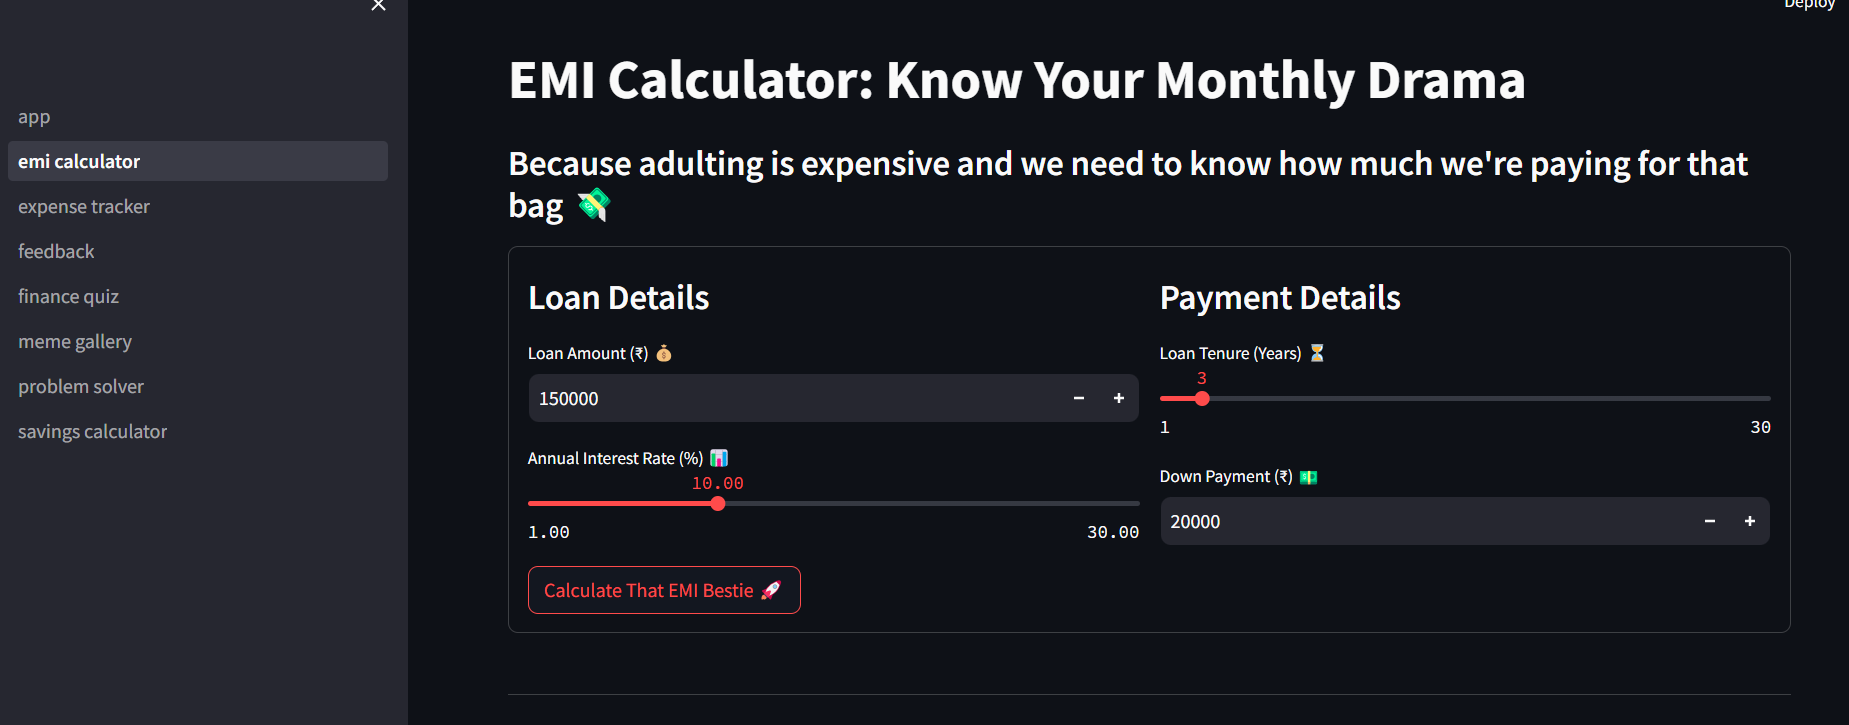 Deploy
app
emi calculator
expense tracker
feedback
finance quiz
meme gallery
problem solver
savings calculator
EMI Calculator: Know Your Monthly Drama
Because adulting is expensive and we need to know how much we're paying for that
bag 💸
Loan Details
Loan Amount (₹) 💰
150000
Annual Interest Rate (%) 📊
10.00
1.00
30.00
Calculate That EMI Bestie 🚀
Payment Details
Loan Tenure (Years) ⏳
3
1
30
Down Payment (₹) 💵
20000